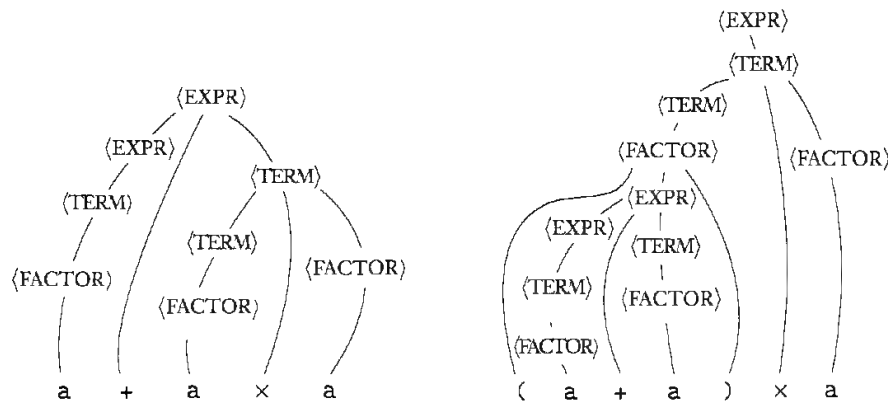 ⟨EXPR⟩
⟨EXPR⟩
⟨TERM⟩
⟨TERM⟩
⟨TERM⟩
⟨FACTOR⟩
⟨FACTOR⟩
⟨FACTOR⟩
a + a × a
⟨EXPR⟩
⟨TERM⟩
⟨TERM⟩
⟨FACTOR⟩
⟨FACTOR⟩
⟨EXPR⟩
⟨EXPR⟩
⟨TERM⟩
⟨TERM⟩
⟨FACTOR⟩
⟨FACTOR⟩
( a + a ) × a